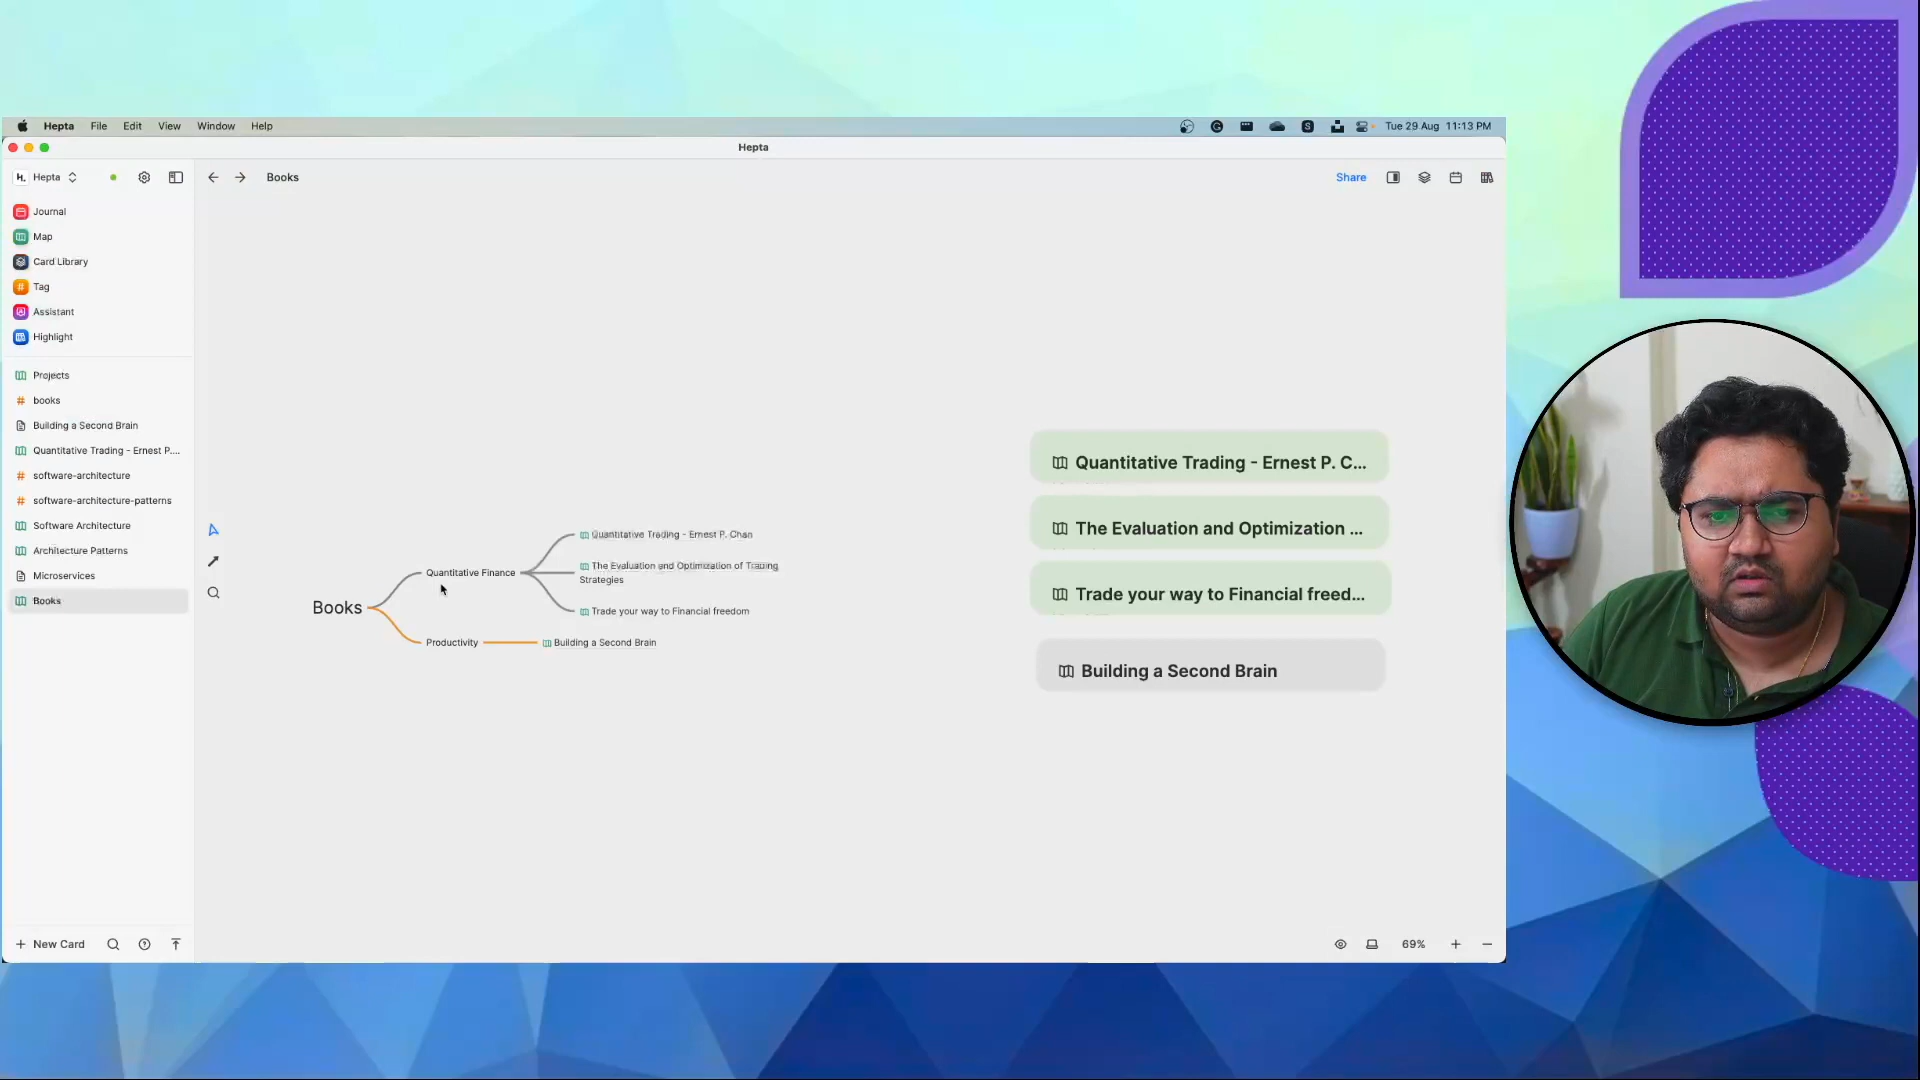 Hepta File Edit View Window Help
Tue 29 Aug 11:13 PM
Hepta
Hepta
Books
Share
Journal
Map
Card Library
Tag
Assistant
Highlight
Projects
books
Building a Second Brain
Quantitative Trading - Ernest P....
software-architecture
software-architecture-patterns
Software Architecture
Architecture Patterns
Microservices
Books
New Card
Books
Quantitative Finance
Quantitative Trading - Ernest P. Chan
The Evaluation and Optimization of Trading
Strategies
Trade your way to Financial freedom
Productivity
Building a Second Brain
Quantitative Trading - Ernest P. C...
The Evaluation and Optimization ...
Trade your way to Financial freed...
Building a Second Brain
69%